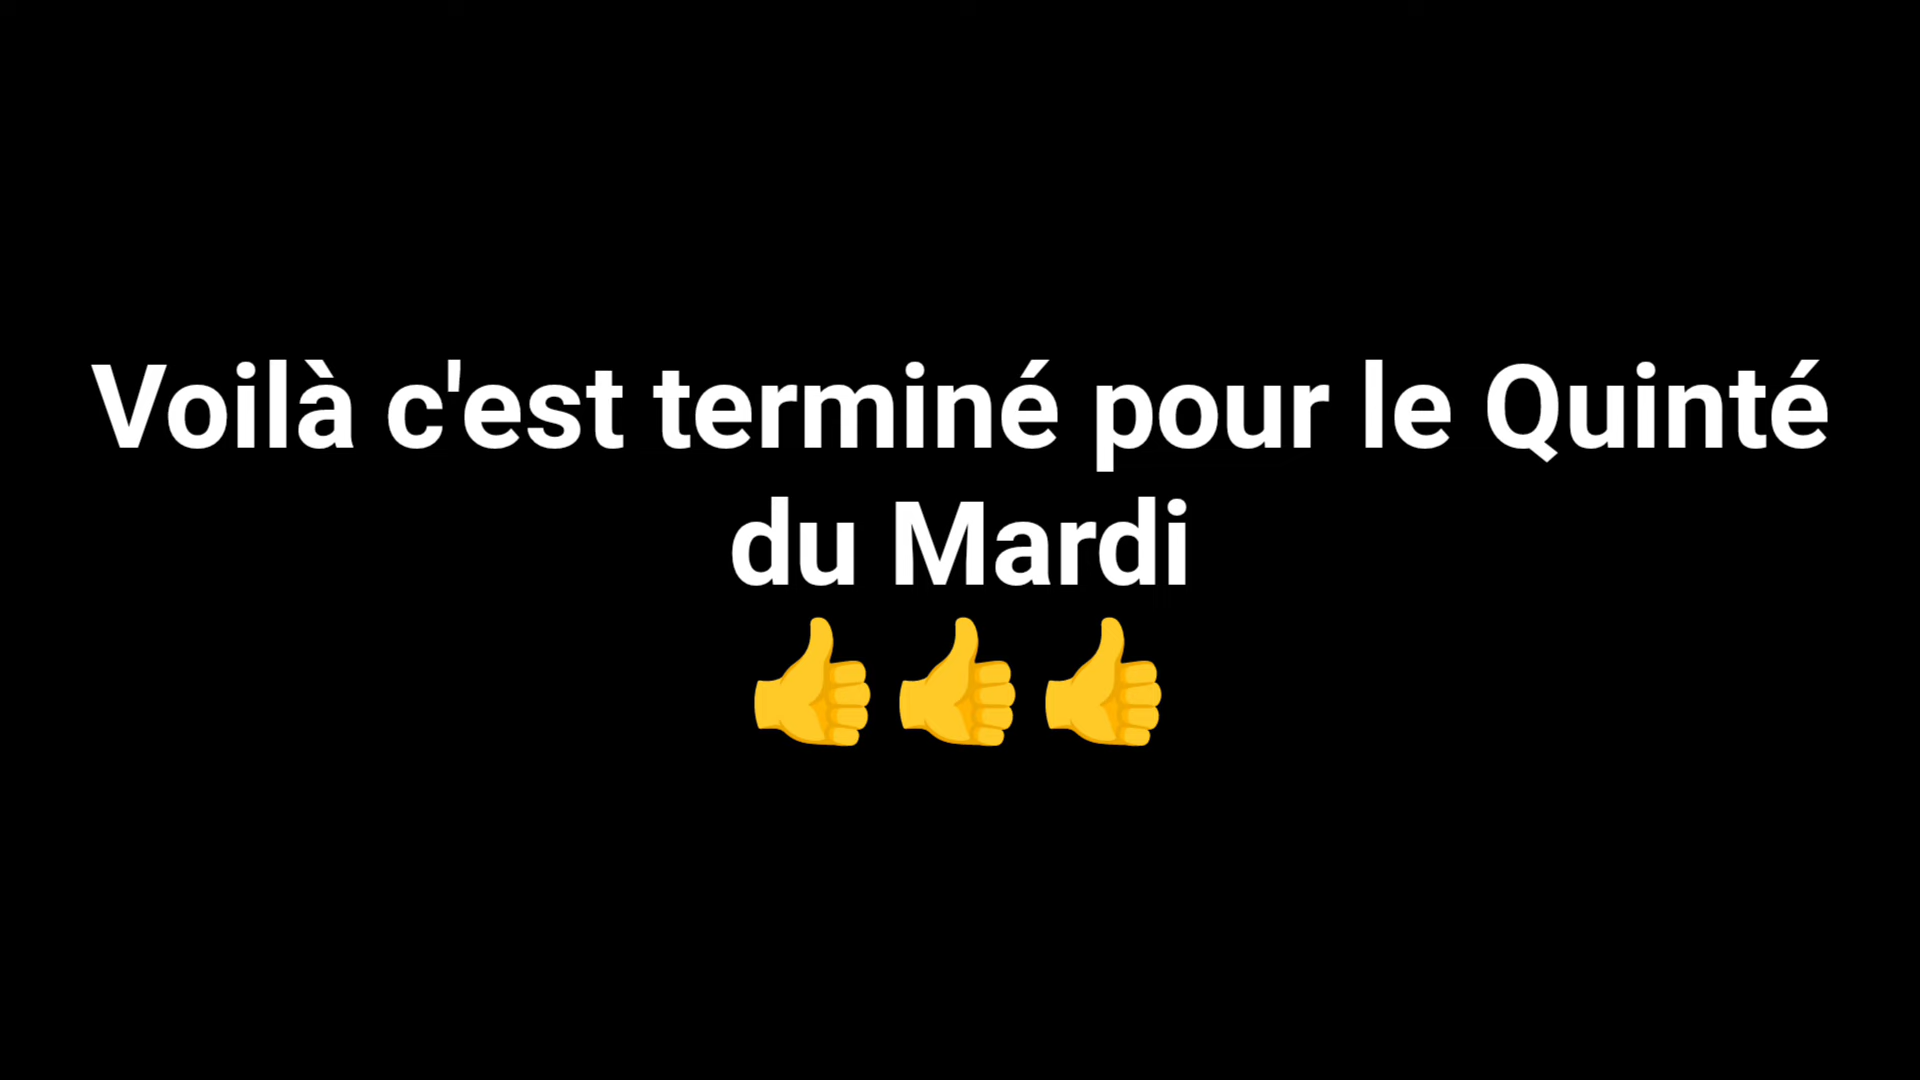 Voilà c'est terminé pour le Quinté
du Mardi
👍👍👍